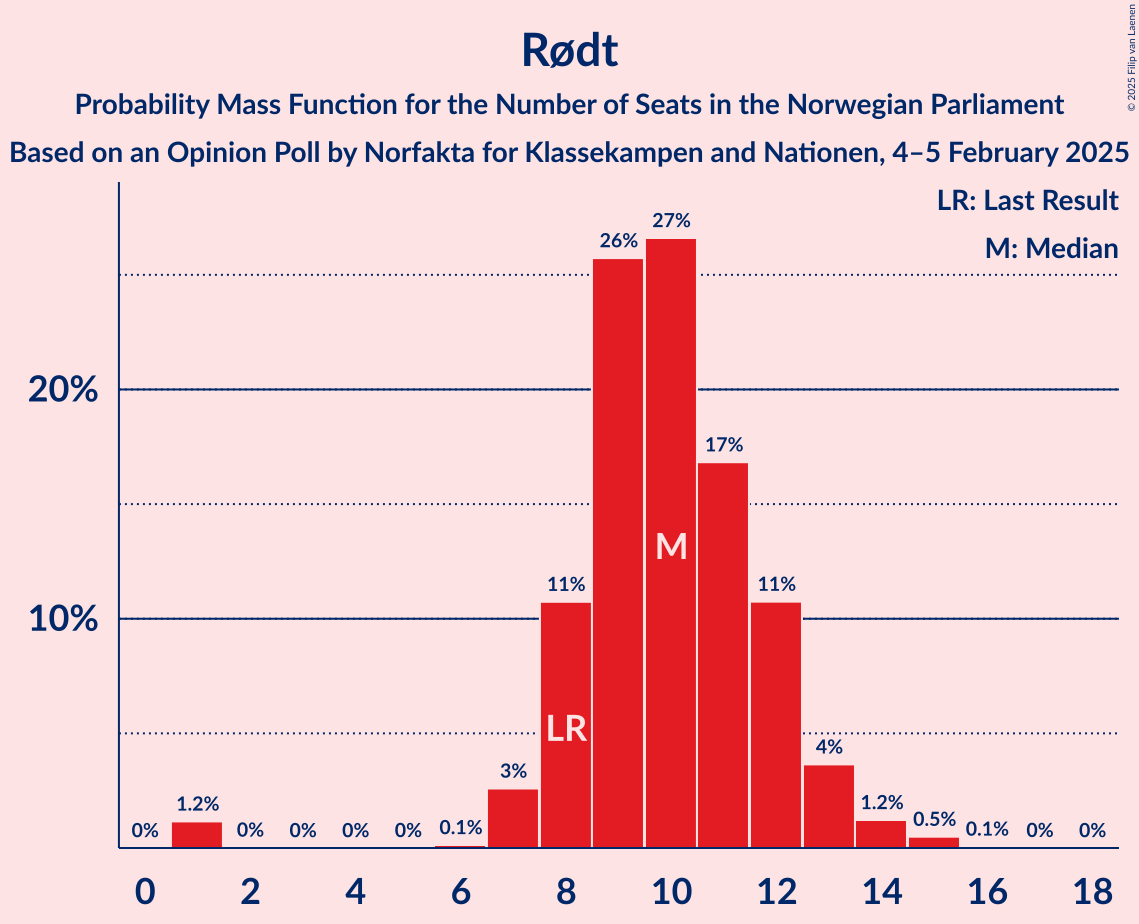 Rødt
Probability Mass Function for the Number of Seats in the Norwegian Parliament
Based on an Opinion Poll by Norfakta for Klassekampen and Nationen, 4–5 February 2025
© 2025 Filip van Laenen
LR: Last Result
M: Median
20%
10%
0%
1.2%
0%
0%
0%
0%
0.1%
3%
11%
26%
27%
17%
11%
4%
1.2%
0.5%
0.1%
0%
0%
LR
M
0 2 4 6 8 10 12 14 16 18